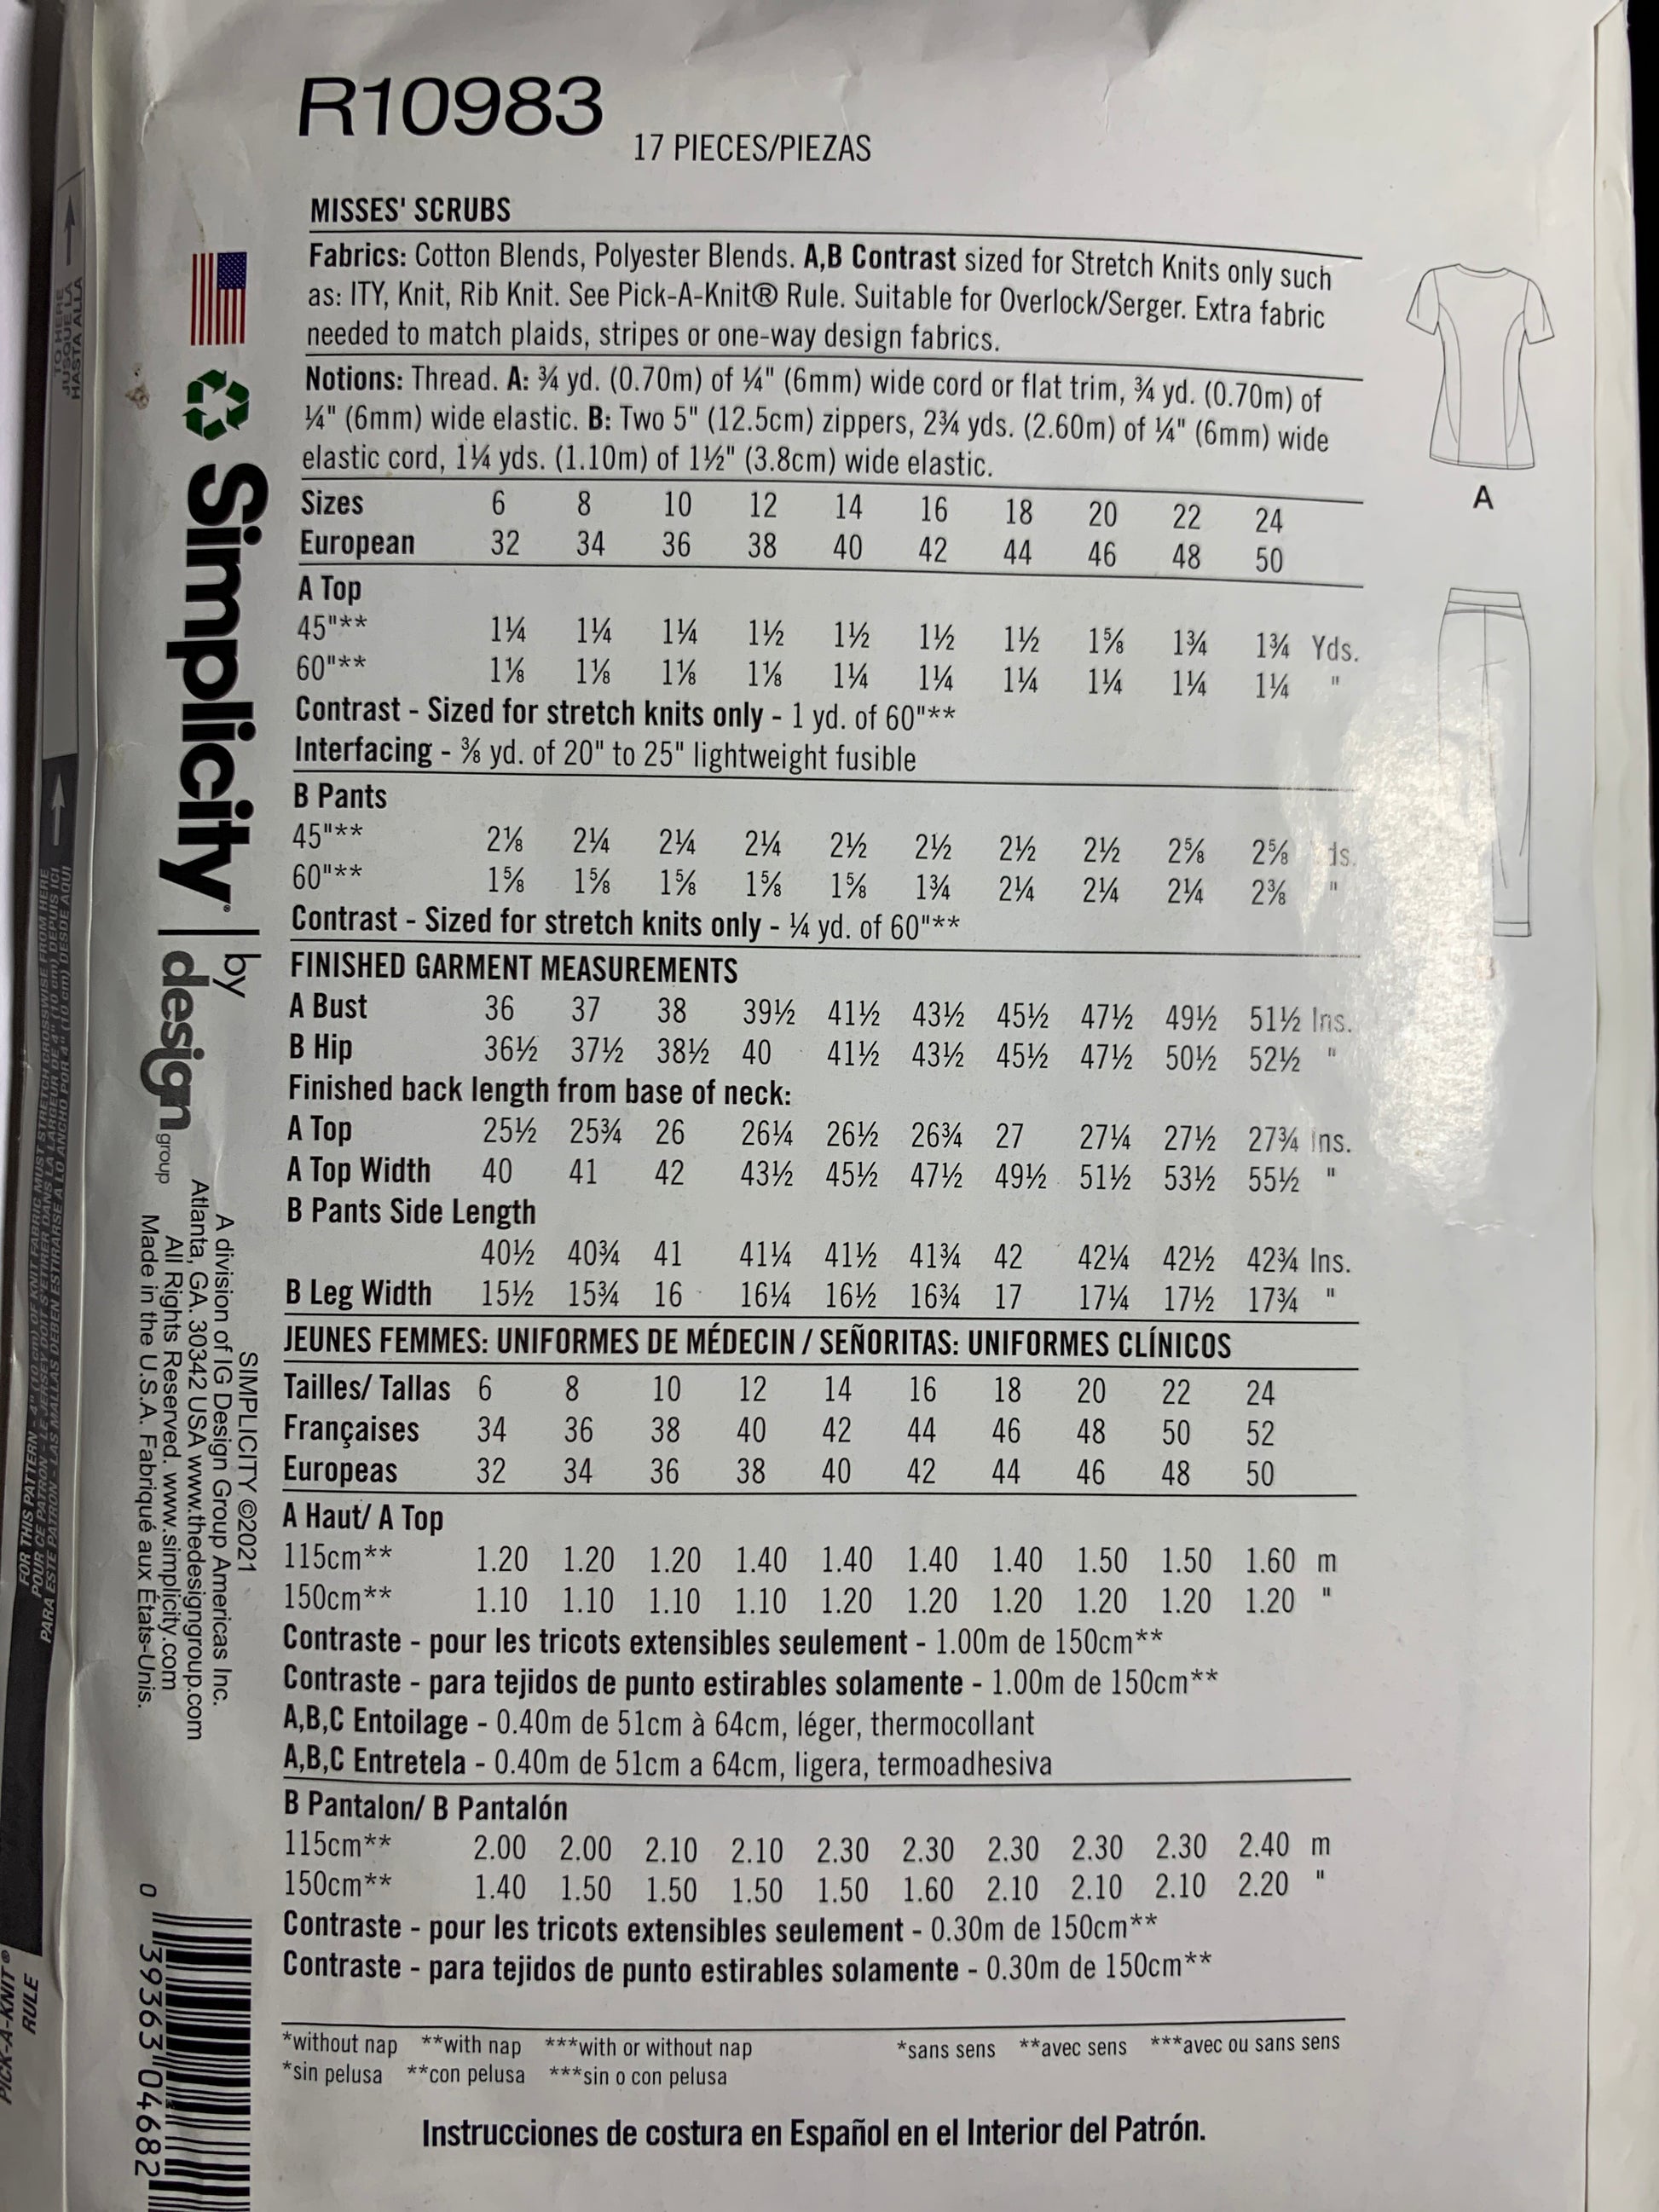 R10983
17 PIECES/PIEZAS
MISSES' SCRUBS
Fabrics: Cotton Blends, Polyester Blends. A,B Contrast sized for Stretch Knits only such
as: ITY, Knit, Rib Knit. See Pick-A-Knit® Rule. Suitable for Overlock/Serger. Extra fabric
needed to match plaids, stripes or one-way design fabrics.
Notions: Thread. A: ¾ yd. (0.70m) of ¼" (6mm) wide cord or flat trim, ¾ yd. (0.70m) of
¼" (6mm) wide elastic. B: Two 5" (12.5cm) zippers, 2¾ yds. (2.60m) of ¼" (6mm) wide
elastic cord, 1¼ yds. (1.10m) of 1½" (3.8cm) wide elastic.
Sizes 6 8 10 12 14 16 18 20 22 24
European 32 34 36 38 40 42 44 46 48 50
A Top
45"** 1¼ 1¼ 1¼ 1½ 1½ 1½ 1½ 1⅝ 1¾ 1¾ Yds.
60"** 1⅛ 1⅛ 1⅛ 1⅛ 1¼ 1¼ 1¼ 1¼ 1¼ 1¼ "
Contrast - Sized for stretch knits only - 1 yd. of 60"**
Interfacing - ⅜ yd. of 20" to 25" lightweight fusible
B Pants
45"** 2⅛ 2¼ 2¼ 2¼ 2½ 2½ 2½ 2½ 2⅝ 2⅝ ds.
60"** 1⅝ 1⅝ 1⅝ 1⅝ 1⅝ 1¾ 2¼ 2¼ 2¼ 2⅜ "
Contrast - Sized for stretch knits only - ¼ yd. of 60"**
FINISHED GARMENT MEASUREMENTS
A Bust 36 37 38 39½ 41½ 43½ 45½ 47½ 49½ 51½ Ins.
B Hip 36½ 37½ 38½ 40 41½ 43½ 45½ 47½ 50½ 52½ "
Finished back length from base of neck:
A Top 25½ 25¾ 26 26¼ 26½ 26¾ 27 27¼ 27½ 27¾ Ins.
A Top Width 40 41 42 43½ 45½ 47½ 49½ 51½ 53½ 55½ "
B Pants Side Length
40½ 40¾ 41 41¼ 41½ 41¾ 42 42¼ 42½ 42¾ Ins.
B Leg Width 15½ 15¾ 16 16¼ 16½ 16¾ 17 17¼ 17½ 17¾ "
JEUNES FEMMES: UNIFORMES DE MÉDECIN / SEÑORITAS: UNIFORMES CLÍNICOS
Tailles/ Tallas 6 8 10 12 14 16 18 20 22 24
Françaises 34 36 38 40 42 44 46 48 50 52
Europeas 32 34 36 38 40 42 44 46 48 50
A Haut/ A Top
115cm** 1.20 1.20 1.20 1.40 1.40 1.40 1.40 1.50 1.50 1.60 m
150cm** 1.10 1.10 1.10 1.10 1.20 1.20 1.20 1.20 1.20 1.20 "
Contraste - pour les tricots extensibles seulement - 1.00m de 150cm**
Contraste - para tejidos de punto estirables solamente - 1.00m de 150cm**
A,B,C Entoilage - 0.40m de 51cm à 64cm, léger, thermocollant
A,B,C Entretela - 0.40m de 51cm a 64cm, ligera, termoadhesiva
B Pantalon/ B Pantalón
115cm** 2.00 2.00 2.10 2.10 2.30 2.30 2.30 2.30 2.30 2.40 m
150cm** 1.40 1.50 1.50 1.50 1.50 1.60 2.10 2.10 2.10 2.20 "
Contraste - pour les tricots extensibles seulement - 0.30m de 150cm**
Contraste - para tejidos de punto estirables solamente - 0.30m de 150cm**
*without nap **with nap ***with or without nap *sans sens **avec sens ***avec ou sans sens
*sin pelusa **con pelusa ***sin o con pelusa
Instrucciones de costura en Español en el Interior del Patrón.
A
Simplicity® | by design group
SIMPLICITY ©2021
A division of IG Design Group Americas Inc.
Atlanta, GA. 30342 USA www.thedesigngroup.com
All Rights Reserved. www.simplicity.com
Made in the U.S.A. Fabriqué aux États-Unis.
0 39363 04682
TO HERE
JUSQUE LA
HASTA ALLA
FOR THIS PATTERN - 4" (10 cm) OF KNIT FABRIC MUST STRETCH CROSSWISE FROM HERE
PICK-A-KNIT®
RULE